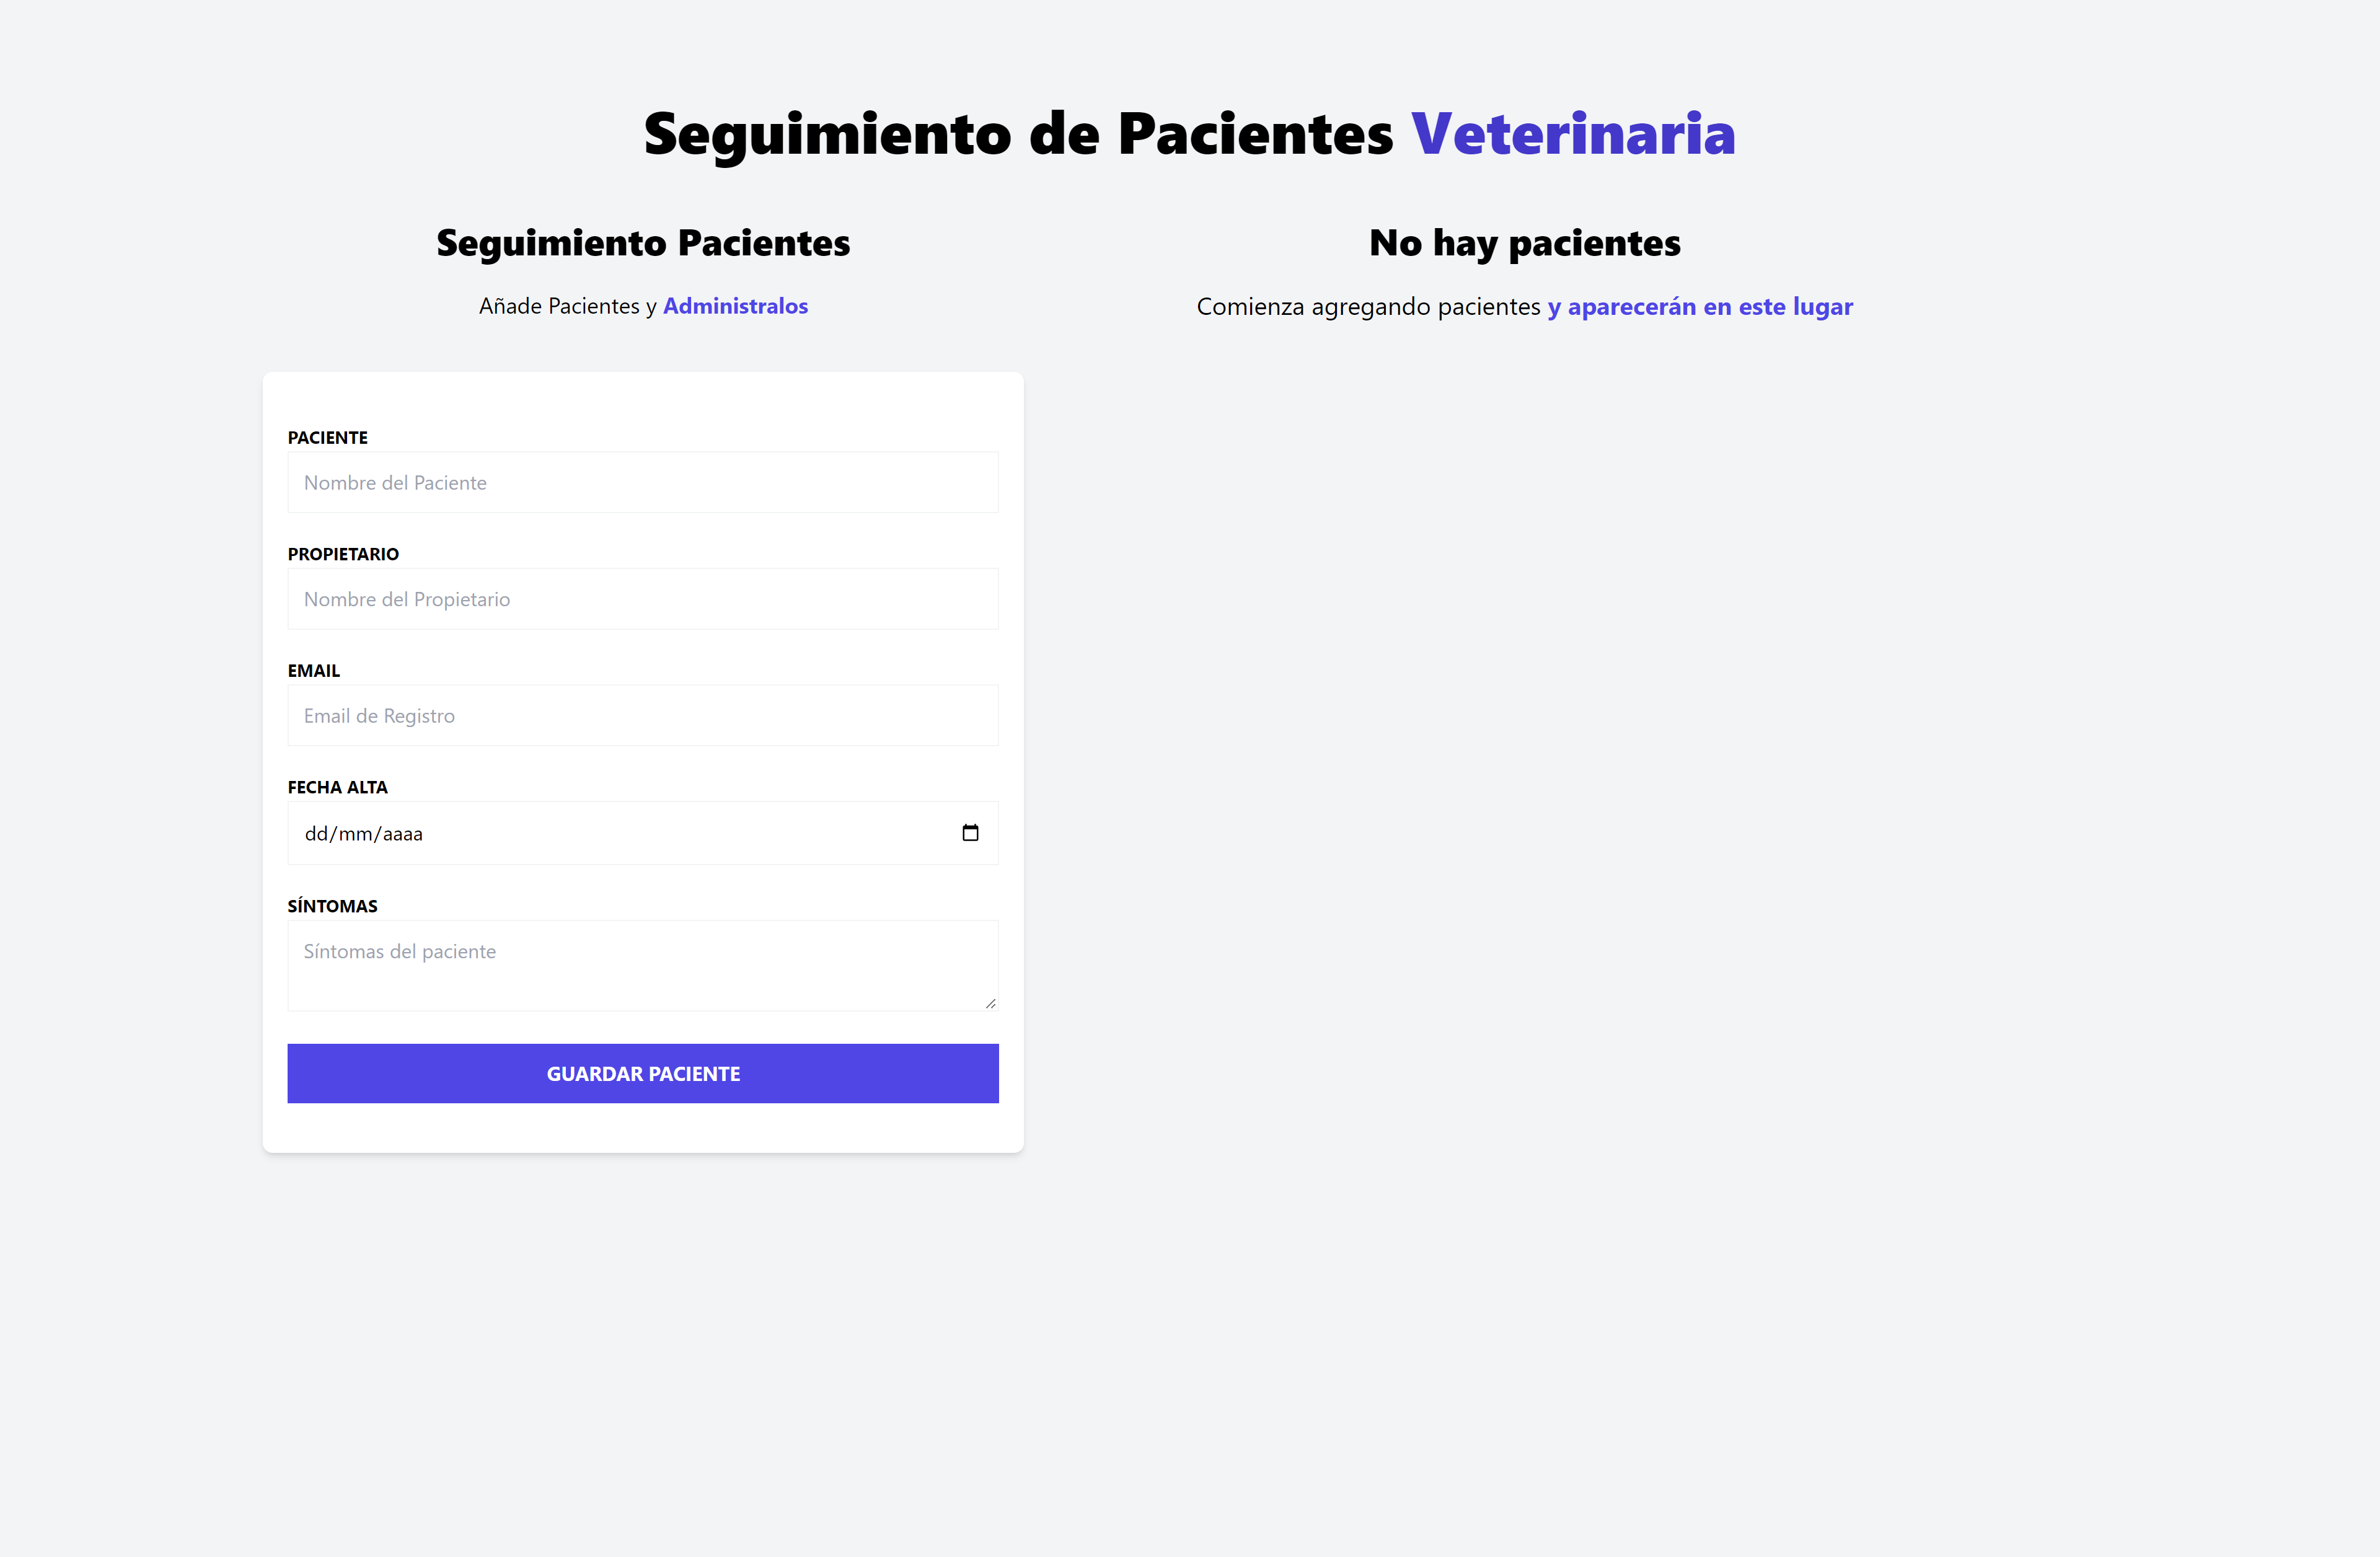 Seguimiento de Pacientes Veterinaria
Seguimiento Pacientes
Añade Pacientes y Administralos
PACIENTE
Nombre del Paciente
PROPIETARIO
Nombre del Propietario
EMAIL
Email de Registro
FECHA ALTA
dd/mm/aaaa
SÍNTOMAS
Síntomas del paciente
GUARDAR PACIENTE
No hay pacientes
Comienza agregando pacientes y aparecerán en este lugar